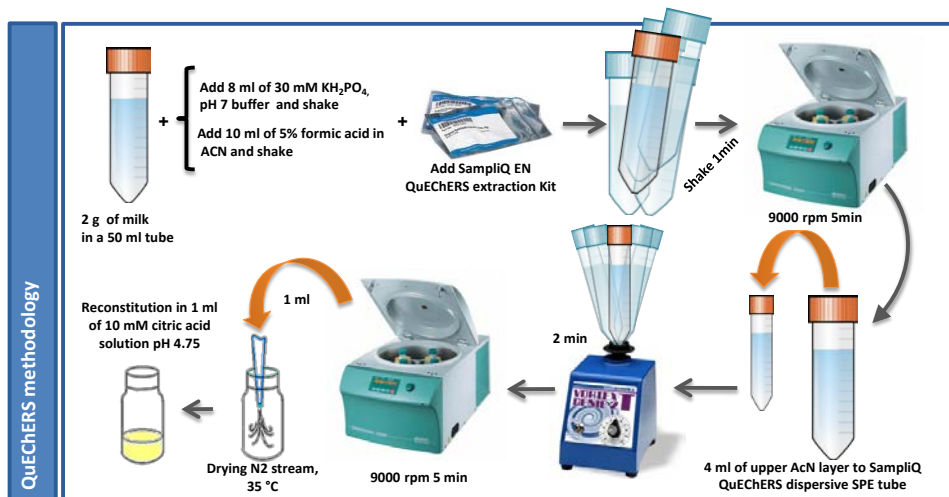 QuEChERS methodology
2 g of milk
in a 50 ml tube
+
Add 8 ml of 30 mM KH₂PO₄,
pH 7 buffer and shake
Add 10 ml of 5% formic acid in
ACN and shake
+
Add SampliQ EN
QuEChERS extraction Kit
Shake 1min
9000 rpm 5min
4 ml of upper AcN layer to SampliQ
QuEChERS dispersive SPE tube
2 min
VORTEX
9000 rpm 5 min
1 ml
Drying N2 stream,
35 °C
Reconstitution in 1 ml
of 10 mM citric acid
solution pH 4.75